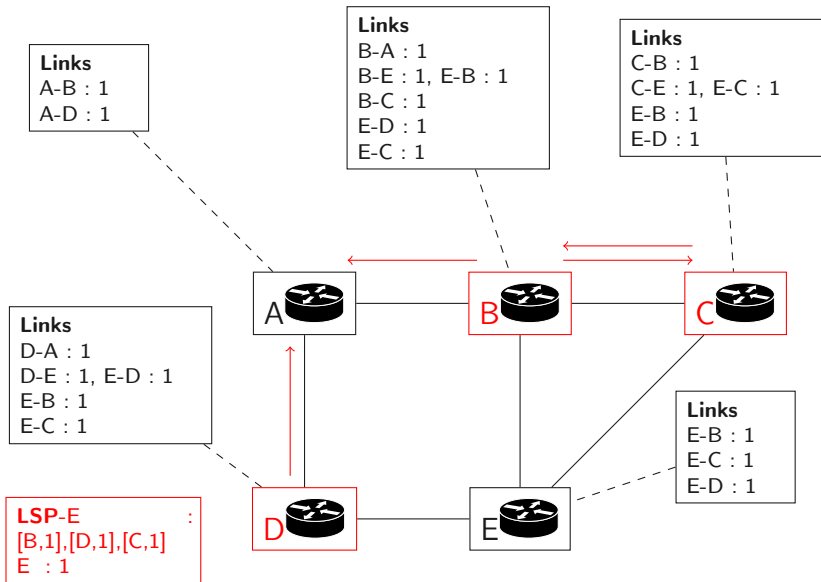 Links
A-B : 1
A-D : 1
Links
B-A : 1
B-E : 1, E-B : 1
B-C : 1
E-D : 1
E-C : 1
Links
C-B : 1
C-E : 1, E-C : 1
E-B : 1
E-D : 1
A
B
C
Links
D-A : 1
D-E : 1, E-D : 1
E-B : 1
E-C : 1
Links
E-B : 1
E-C : 1
E-D : 1
D
E
LSP-E :
[B,1],[D,1],[C,1]
E : 1